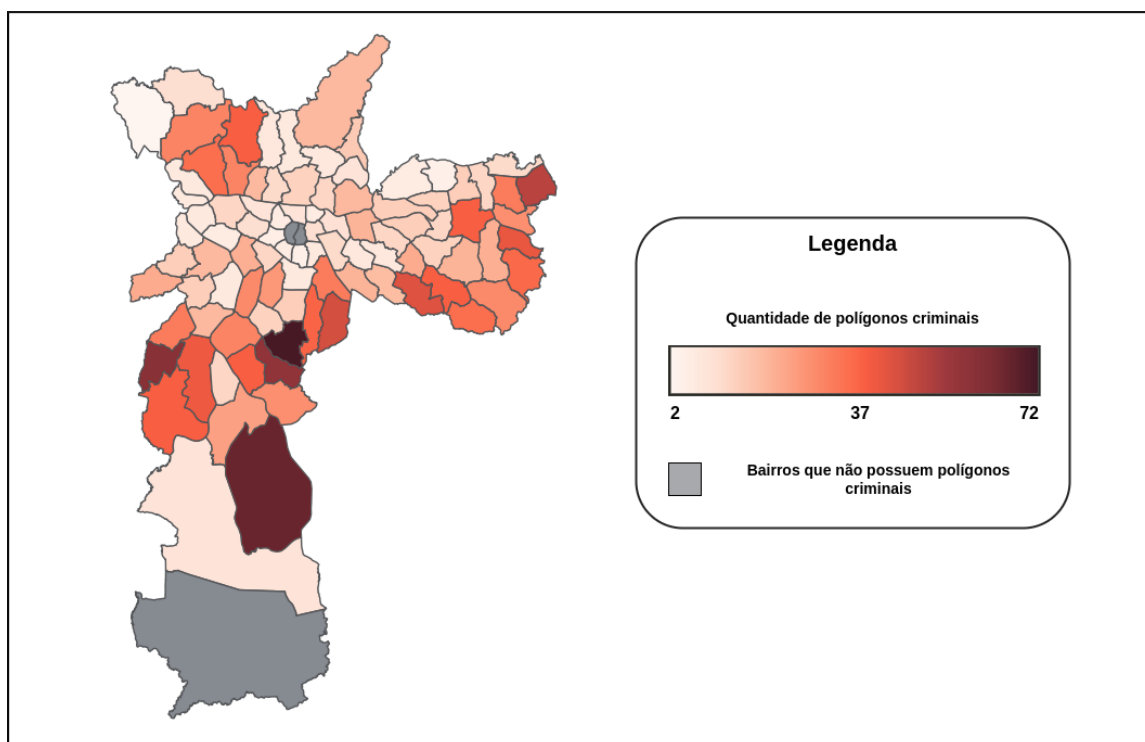 Legenda
Quantidade de polígonos criminais
2
37
72
Bairros que não possuem polígonos
criminais